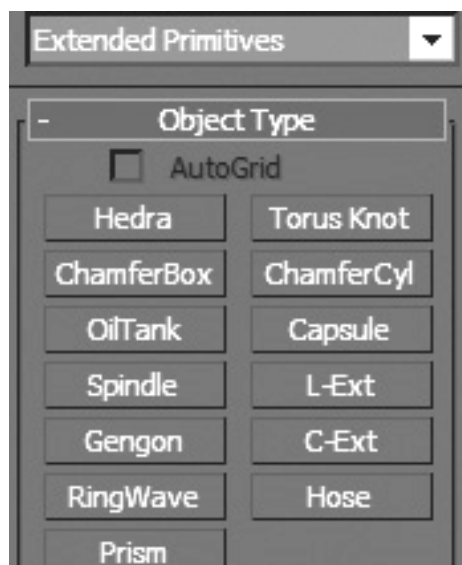 Extended Primitives
- Object Type
AutoGrid
Hedra Torus Knot
ChamferBox ChamferCyl
OilTank Capsule
Spindle L-Ext
Gengon C-Ext
RingWave Hose
Prism